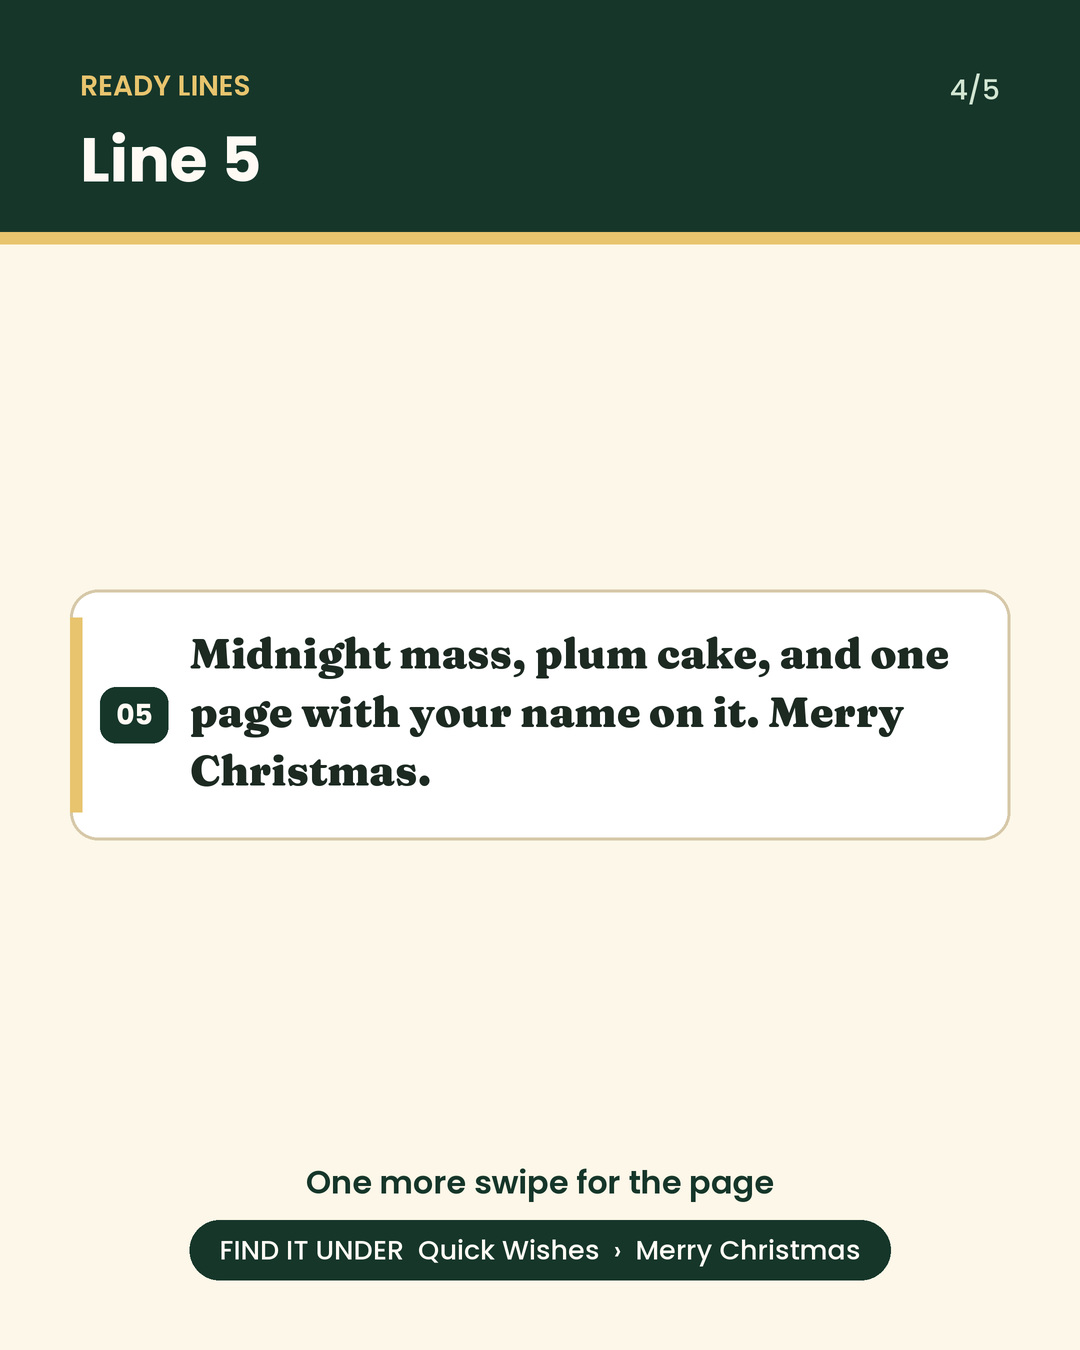 READY LINES
4/5
Line 5
05
Midnight mass, plum cake, and one
page with your name on it. Merry
Christmas.
One more swipe for the page
FIND IT UNDER Quick Wishes › Merry Christmas